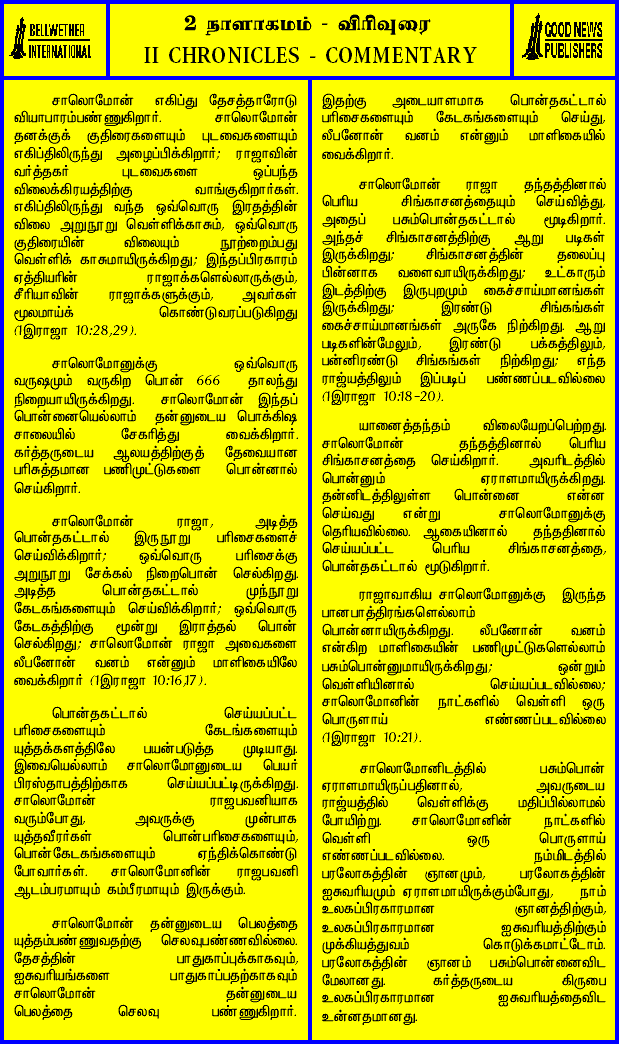 BELLWETHER
INTERNATIONAL
2 நாளாகமம் - விரிவுரை
II CHRONICLES - COMMENTARY
GOOD NEWS
PUBLISHERS
சாலொமோன் எகிப்து தேசத்தாரோடு
வியாபாரம்பண்ணுகிறார். சாலொமோன்
தனக்குக் குதிரைகளையும் புடவைகளையும்
எகிப்திலிருந்து அழைப்பிக்கிறார்; ராஜாவின்
வர்த்தகர் புடவைகளை ஒப்பந்த
விலைக்கிரயத்திற்கு வாங்குகிறார்கள்.
எகிப்திலிருந்து வந்த ஒவ்வொரு இரதத்தின்
விலை அறுநூறு வெள்ளிக்காசும், ஒவ்வொரு
குதிரையின் விலையும் நூற்றைம்பது
வெள்ளிக் காசுமாயிருக்கிறது; இந்தப்பிரகாரம்
ஏத்தியரின் ராஜாக்களெல்லாருக்கும்,
சீரியாவின் ராஜாக்களுக்கும், அவர்கள்
மூலமாய்க் கொண்டுவரப்படுகிறது
(1இராஜா 10:28,29).
சாலொமோனுக்கு ஒவ்வொரு
வருஷமும் வருகிற பொன் 666 தாலந்து
நிறையாயிருக்கிறது. சாலொமோன் இந்தப்
பொன்னையெல்லாம் தன்னுடைய பொக்கிஷ
சாலையில் சேகரித்து வைக்கிறார்.
கர்த்தருடைய ஆலயத்திற்குத் தேவையான
பரிசுத்தமான பணிமுட்டுகளை பொன்னால்
செய்கிறார்.
சாலொமோன் ராஜா, அடித்த
பொன்தகட்டால் இருநூறு பரிசைகளைச்
செய்விக்கிறார்; ஒவ்வொரு பரிசைக்கு
அறுநூறு சேக்கல் நிறைபொன் செல்கிறது.
அடித்த பொன்தகட்டால் முந்நூறு
கேடகங்களையும் செய்விக்கிறார்; ஒவ்வொரு
கேடகத்திற்கு மூன்று இராத்தல் பொன்
செல்கிறது; சாலொமோன் ராஜா அவைகளை
லீபனோன் வனம் என்னும் மாளிகையிலே
வைக்கிறார் (1இராஜா 10:16,17).
பொன்தகட்டால் செய்யப்பட்ட
பரிசைகளையும் கேடங்களையும்
யுத்தக்களத்திலே பயன்படுத்த முடியாது.
இவையெல்லாம் சாலொமோனுடைய பெயர்
பிரஸ்தாபத்திற்காக செய்யப்பட்டிருக்கிறது.
சாலொமோன் ராஜபவனியாக
வரும்போது, அவருக்கு முன்பாக
யுத்தவீரர்கள் பொன்பரிசைகளையும்,
பொன்கேடகங்களையும் ஏந்திக்கொண்டு
போவார்கள். சாலொமோனின் ராஜபவனி
ஆடம்பரமாயும் கம்பீரமாயும் இருக்கும்.
சாலொமோன் தன்னுடைய பெலத்தை
யுத்தம்பண்ணுவதற்கு செலவுபண்ணவில்லை.
தேசத்தின் பாதுகாப்புக்காகவும்,
ஐசுவரியங்களை பாதுகாப்பதற்காகவும்
சாலொமோன் தன்னுடைய
பெலத்தை செலவு பண்ணுகிறார்.
இதற்கு அடையாளமாக பொன்தகட்டால்
பரிசைகளையும் கேடகங்களையும் செய்து,
லீபனோன் வனம் என்னும் மாளிகையில்
வைக்கிறார்.
சாலொமோன் ராஜா தந்தத்தினால்
பெரிய சிங்காசனத்தையும் செய்வித்து,
அதைப் பசும்பொன்தகட்டால் மூடிகிறார்.
அந்தச் சிங்காசனத்திற்கு ஆறு படிகள்
இருக்கிறது; சிங்காசனத்தின் தலைப்பு
பின்னாக வளைவாயிருக்கிறது; உட்காரும்
இடத்திற்கு இருபுறமும் கைச்சாய்மானங்கள்
இருக்கிறது; இரண்டு சிங்கங்கள்
கைச்சாய்மானங்கள் அருகே நிற்கிறது. ஆறு
படிகளின்மேலும், இரண்டு பக்கத்திலும்,
பன்னிரண்டு சிங்கங்கள் நிற்கிறது; எந்த
ராஜ்யத்திலும் இப்படிப் பண்ணப்படவில்லை
(1இராஜா 10:18-20).
யானைத்தந்தம் விலையேறப்பெற்றது.
சாலொமோன் தந்தத்தினால் பெரிய
சிங்காசனத்தை செய்கிறார். அவரிடத்தில்
பொன்னும் ஏராளமாயிருக்கிறது.
தன்னிடத்திலுள்ள பொன்னை என்ன
செய்வது என்று சாலொமோனுக்கு
தெரியவில்லை. ஆகையினால் தந்ததினால்
செய்யப்பட்ட பெரிய சிங்காசனத்தை,
பொன்தகட்டால் மூடுகிறார்.
ராஜாவாகிய சாலொமோனுக்கு இருந்த
பானபாத்திரங்களெல்லாம்
பொன்னாயிருக்கிறது. லீபனோன் வனம்
என்கிற மாளிகையின் பணிமுட்டுகளெல்லாம்
பசும்பொன்னுமாயிருக்கிறது; ஒன்றும்
வெள்ளியினால் செய்யப்படவில்லை;
சாலொமோனின் நாட்களில் வெள்ளி ஒரு
பொருளாய் எண்ணப்படவில்லை
(1இராஜா 10:21).
சாலொமோனிடத்தில் பசும்பொன்
ஏராளமாயிருப்பதினால், அவருடைய
ராஜ்யத்தில் வெள்ளிக்கு மதிப்பில்லாமல்
போயிற்று. சாலொமோனின் நாட்களில்
வெள்ளி ஒரு பொருளாய்
எண்ணப்படவில்லை. நம்மிடத்தில்
பரலோகத்தின் ஞானமும், பரலோகத்தின்
ஐசுவரியமும் ஏராளமாயிருக்கும்போது, நாம்
உலகப்பிரகாரமான ஞானத்திற்கும்,
உலகப்பிரகாரமான ஐசுவரியத்திற்கும்
முக்கியத்துவம் கொடுக்கமாட்டோம்.
பரலோகத்தின் ஞானம் பசும்பொன்னைவிட
மேலானது. கர்த்தருடைய கிருபை
உலகப்பிரகாரமான ஐசுவரியத்தைவிட
உன்னதமானது.